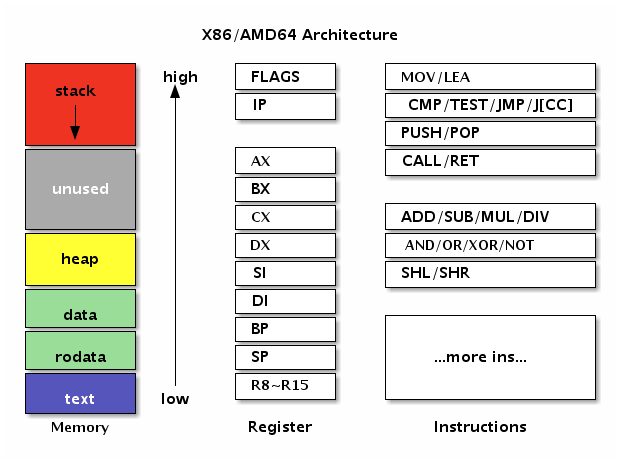 X86/AMD64 Architecture
stack
unused
heap
data
rodata
text
Memory
high
low
FLAGS
IP
AX
BX
CX
DX
SI
DI
BP
SP
R8~R15
Register
MOV/LEA
CMP/TEST/JMP/J[CC]
PUSH/POP
CALL/RET
ADD/SUB/MUL/DIV
AND/OR/XOR/NOT
SHL/SHR
...more ins...
Instructions